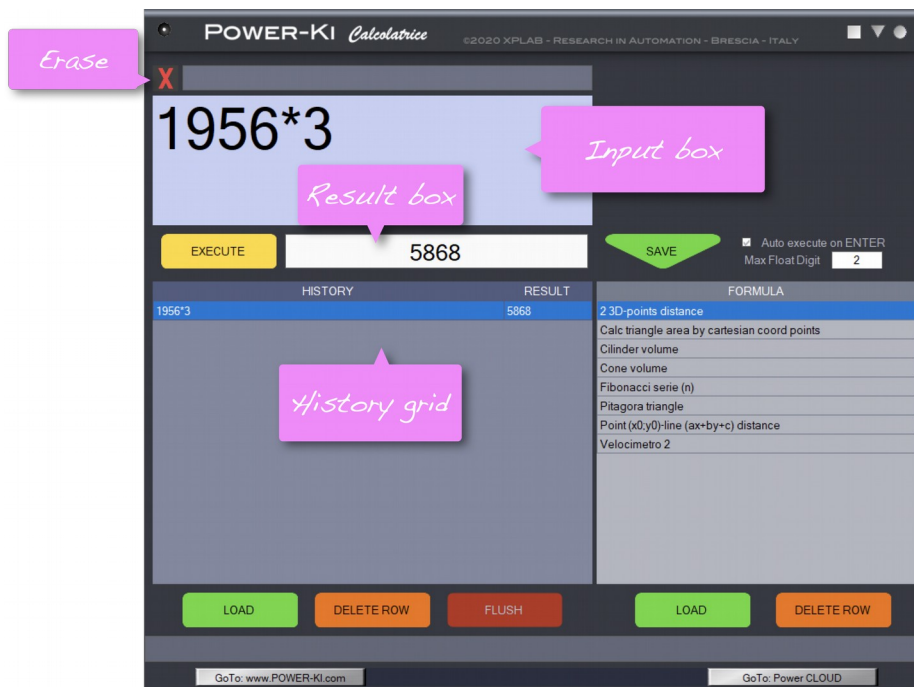 POWER-KI Calcolatrice ©2020 XPLAB - RESEARCH IN AUTOMATION - BRESCIA - ITALY
Erase
X
1956*3
Input box
Result box
EXECUTE 5868 SAVE
Auto execute on ENTER
Max Float Digit 2
HISTORY RESULT
1956*3 5868
History grid
FORMULA
2 3D-points distance
Calc triangle area by cartesian coord points
Cilinder volume
Cone volume
Fibonacci serie (n)
Pitagora triangle
Point (x0;y0)-line (ax+by+c) distance
Velocimetro 2
LOAD DELETE ROW FLUSH LOAD DELETE ROW
GoTo: www.POWER-KI.com GoTo: Power CLOUD